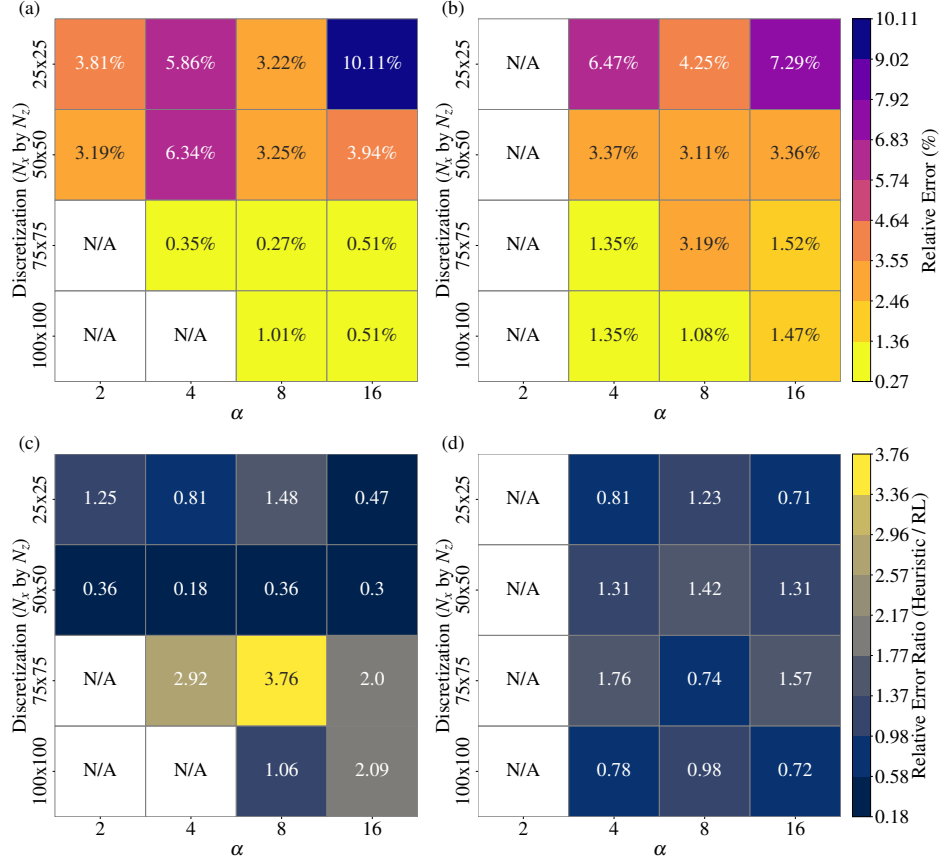 (a)
(b)
Discretization (Nx by Nz)
25x25
3.81%
5.86%
3.22%
10.11%
50x50
3.19%
6.34%
3.25%
3.94%
75x75
N/A
0.35%
0.27%
0.51%
100x100
N/A
N/A
1.01%
0.51%
2
4
8
16
α
Discretization (Nx by Nz)
25x25
N/A
6.47%
4.25%
7.29%
50x50
N/A
3.37%
3.11%
3.36%
75x75
N/A
1.35%
3.19%
1.52%
100x100
N/A
1.35%
1.08%
1.47%
2
4
8
16
α
10.11
9.02
7.92
6.83
5.74
4.64
3.55
2.46
1.36
0.27
Relative Error (%)
(c)
(d)
Discretization (Nx by Nz)
25x25
1.25
0.81
1.48
0.47
50x50
0.36
0.18
0.36
0.3
75x75
N/A
2.92
3.76
2.0
100x100
N/A
N/A
1.06
2.09
2
4
8
16
α
Discretization (Nx by Nz)
25x25
N/A
0.81
1.23
0.71
50x50
N/A
1.31
1.42
1.31
75x75
N/A
1.76
0.74
1.57
100x100
N/A
0.78
0.98
0.72
2
4
8
16
α
3.76
3.36
2.96
2.57
2.17
1.77
1.37
0.98
0.58
0.18
Relative Error Ratio (Heuristic / RL)